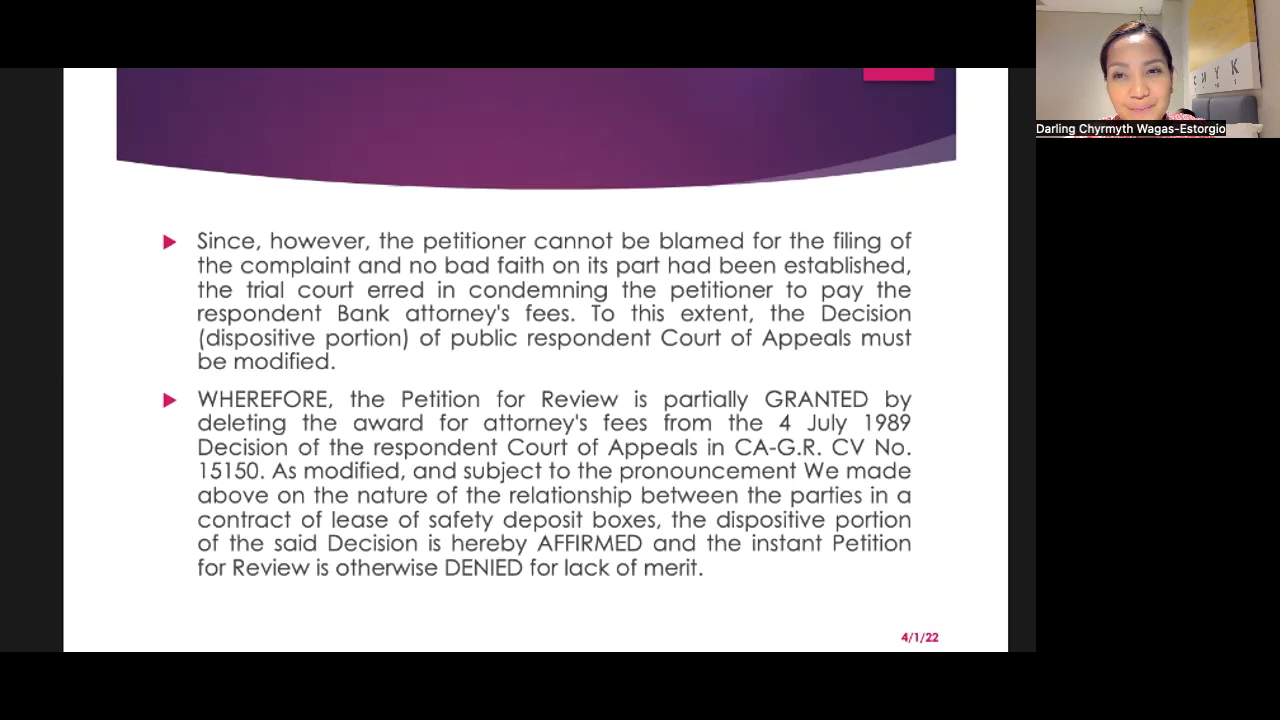 Darling Chyrmyth Wagas-Estorgio
Since, however, the petitioner cannot be blamed for the filing of
the complaint and no bad faith on its part had been established,
the trial court erred in condemning the petitioner to pay the
respondent Bank attorney's fees. To this extent, the Decision
(dispositive portion) of public respondent Court of Appeals must
be modified.
WHEREFORE, the Petition for Review is partially GRANTED by
deleting the award for attorney's fees from the 4 July 1989
Decision of the respondent Court of Appeals in CA-G.R. CV No.
15150. As modified, and subject to the pronouncement We made
above on the nature of the relationship between the parties in a
contract of lease of safety deposit boxes, the dispositive portion
of the said Decision is hereby AFFIRMED and the instant Petition
for Review is otherwise DENIED for lack of merit.
4/1/22